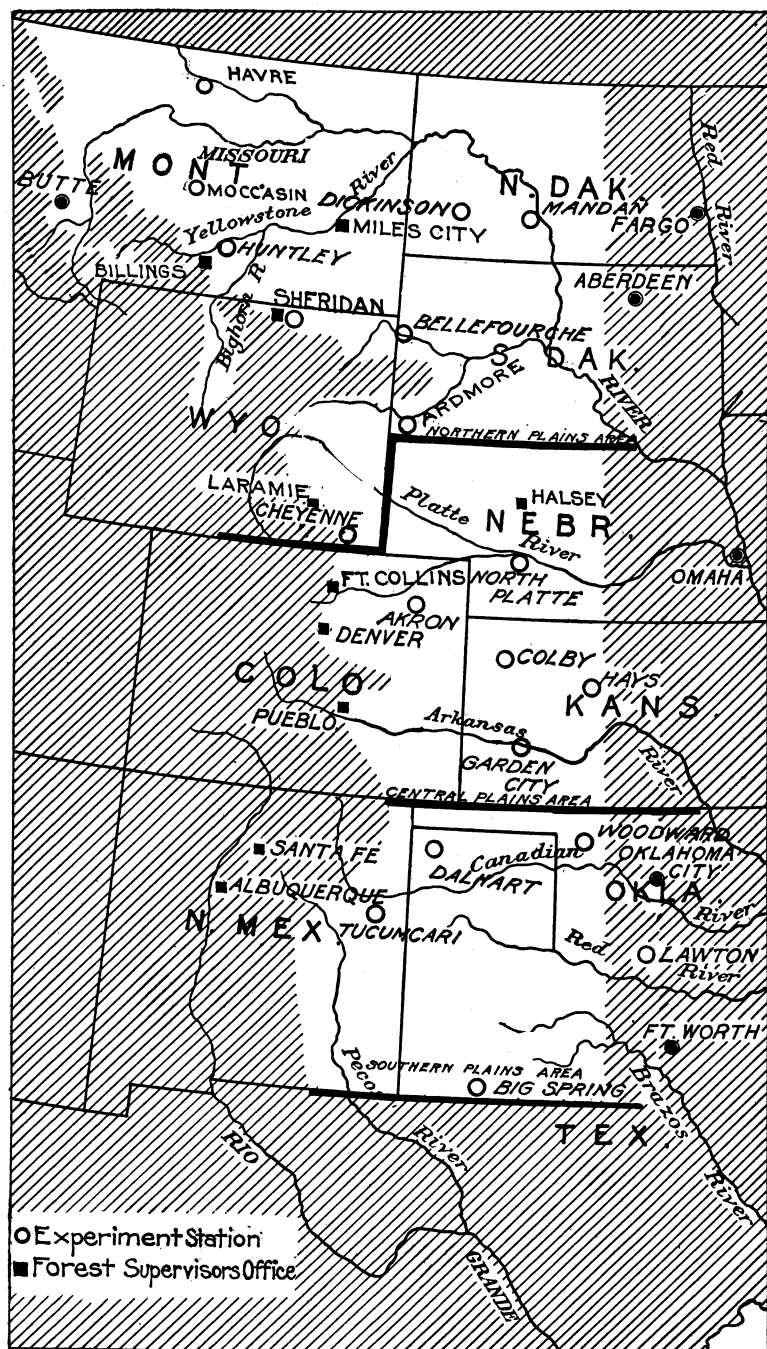 HAVRE
Red River
MISSOURI
MONT
BUTTE
MOCCASIN
River
DICKINSON
N. DAK.
MANDAN
FARGO
Yellowstone
MILES CITY
HUNTLEY
BILLINGS
ABERDEEN
Bighorn R
SHERIDAN
BELLEFOURCHE
S DAK.
RIVER
ARDMORE
WYO
NORTHERN PLAINS AREA
LARAMIE
CHEYENNE
Platte
River
HALSEY
NEBR.
OMAHA
FT. COLLINS
NORTH
PLATTE
AKRON
DENVER
COLBY
HAYS
COLO
KANS.
PUEBLO
Arkansas
River
GARDEN
CITY
CENTRAL PLAINS AREA
WOODWARD
SANTA FÉ
DALHART
Canadian
River
OKLAHOMA
CITY
ALBUQUERQUE
OKLA.
N. MEX.
TUCUMCARI
Red
River
LAWTON
FT. WORTH
SOUTHERN PLAINS AREA
Peco
River
BIG SPRING
Brazos
River
TEX.
RIO
GRANDE
Experiment Station
Forest Supervisors Office